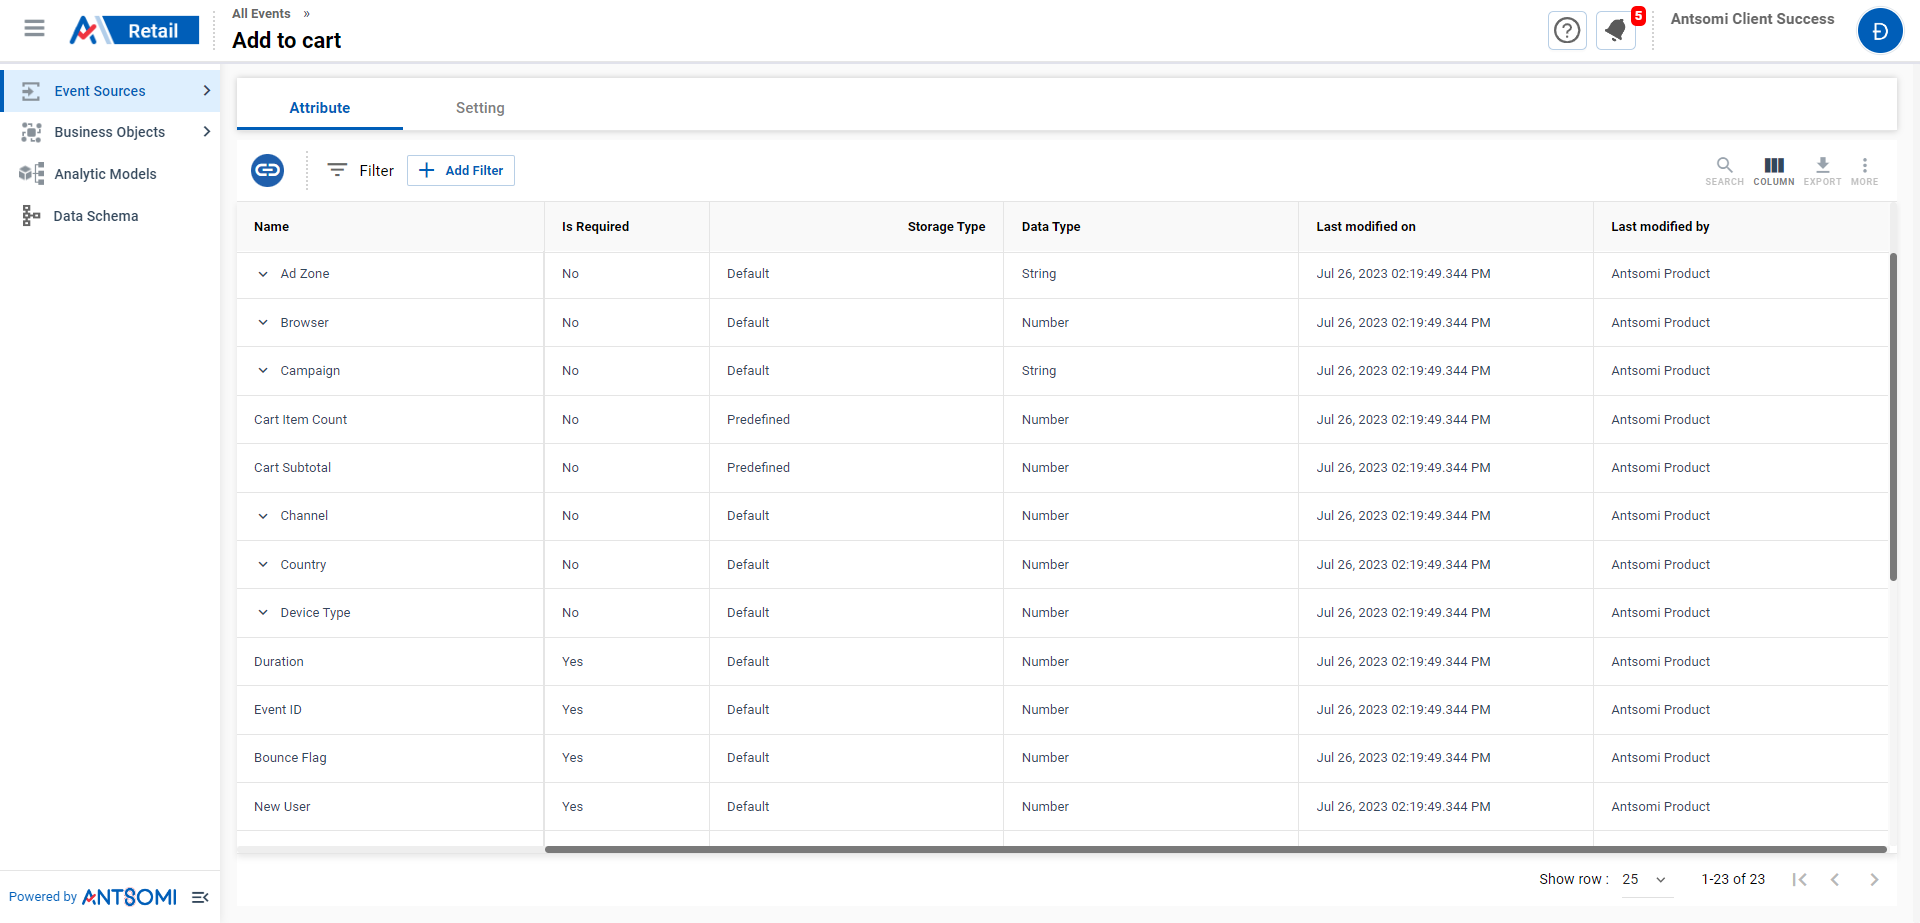 Retail
All Events »
Add to cart
5
Antsomi Client Success
Đ
Event Sources
Business Objects
Analytic Models
Data Schema
Attribute Setting
Filter Add Filter
SEARCH COLUMN EXPORT MORE
Name Is Required Storage Type Data Type Last modified on Last modified by
Ad Zone No Default String Jul 26, 2023 02:19:49.344 PM Antsomi Product
Browser No Default Number Jul 26, 2023 02:19:49.344 PM Antsomi Product
Campaign No Default String Jul 26, 2023 02:19:49.344 PM Antsomi Product
Cart Item Count No Predefined Number Jul 26, 2023 02:19:49.344 PM Antsomi Product
Cart Subtotal No Predefined Number Jul 26, 2023 02:19:49.344 PM Antsomi Product
Channel No Default Number Jul 26, 2023 02:19:49.344 PM Antsomi Product
Country No Default Number Jul 26, 2023 02:19:49.344 PM Antsomi Product
Device Type No Default Number Jul 26, 2023 02:19:49.344 PM Antsomi Product
Duration Yes Default Number Jul 26, 2023 02:19:49.344 PM Antsomi Product
Event ID Yes Default Number Jul 26, 2023 02:19:49.344 PM Antsomi Product
Bounce Flag Yes Default Number Jul 26, 2023 02:19:49.344 PM Antsomi Product
New User Yes Default Number Jul 26, 2023 02:19:49.344 PM Antsomi Product
Show row : 25 1-23 of 23
Powered by ANTSOMI